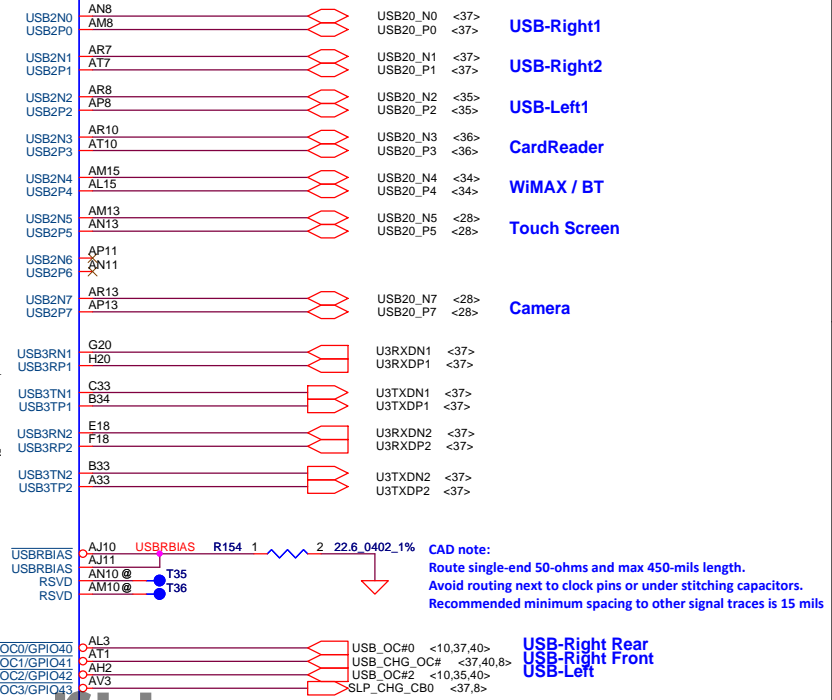 USB2N0 AN8 USB20_N0 <37>
USB2P0 AM8 USB20_P0 <37>
USB-Right1
USB2N1 AR7 USB20_N1 <37>
USB2P1 AT7 USB20_P1 <37>
USB-Right2
USB2N2 AR8 USB20_N2 <35>
USB2P2 AP8 USB20_P2 <35>
USB-Left1
USB2N3 AR10 USB20_N3 <36>
USB2P3 AT10 USB20_P3 <36>
CardReader
USB2N4 AM15 USB20_N4 <34>
USB2P4 AL15 USB20_P4 <34>
WiMAX / BT
USB2N5 AM13 USB20_N5 <28>
USB2P5 AN13 USB20_P5 <28>
Touch Screen
USB2N6 AP11
USB2P6 AN11
USB2N7 AR13 USB20_N7 <28>
USB2P7 AP13 USB20_P7 <28>
Camera
USB3RN1 G20 U3RXDN1 <37>
USB3RP1 H20 U3RXDP1 <37>
USB3TN1 C33 U3TXDN1 <37>
USB3TP1 B34 U3TXDP1 <37>
USB3RN2 E18 U3RXDN2 <37>
USB3RP2 F18 U3RXDP2 <37>
USB3TN2 B33 U3TXDN2 <37>
USB3TP2 A33 U3TXDP2 <37>
USBRBIAS AJ10 USBRBIAS R154 1 2 22.6_0402_1%
USBRBIAS AJ11
RSVD AN10 @ T35
RSVD AM10 @ T36
CAD note:
Route single-end 50-ohms and max 450-mils length.
Avoid routing next to clock pins or under stitching capacitors.
Recommended minimum spacing to other signal traces is 15 mils
OC0/GPIO40 AL3 USB_OC#0 <10,37,40> USB-Right Rear
OC1/GPIO41 AT1 USB_CHG_OC# <37,40,8> USB-Right Front
OC2/GPIO42 AH2 USB_OC#2 <10,35,40> USB-Left
OC3/GPIO43 AV3 SLP_CHG_CB0 <37,8>